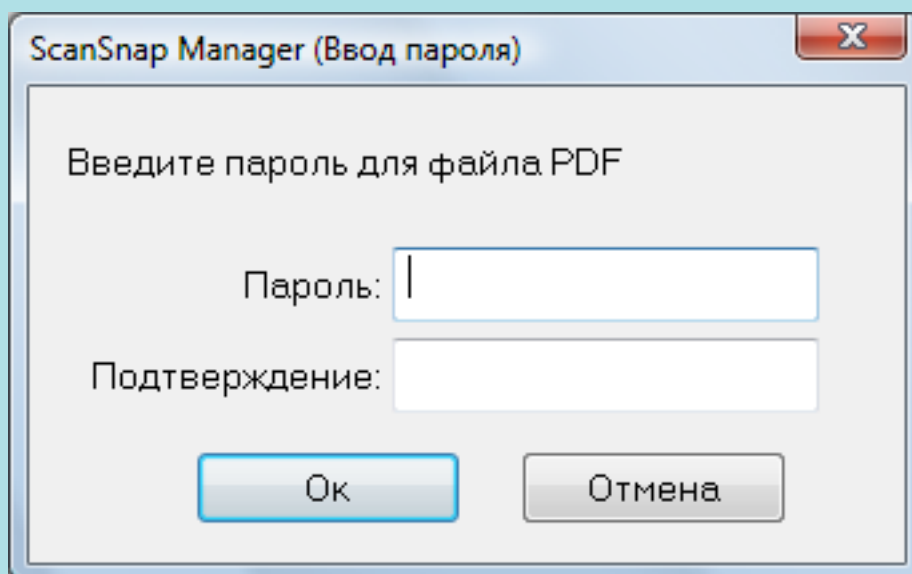 ScanSnap Manager (Ввод пароля)
Введите пароль для файла PDF
Пароль:
Подтверждение:
Ок Отмена